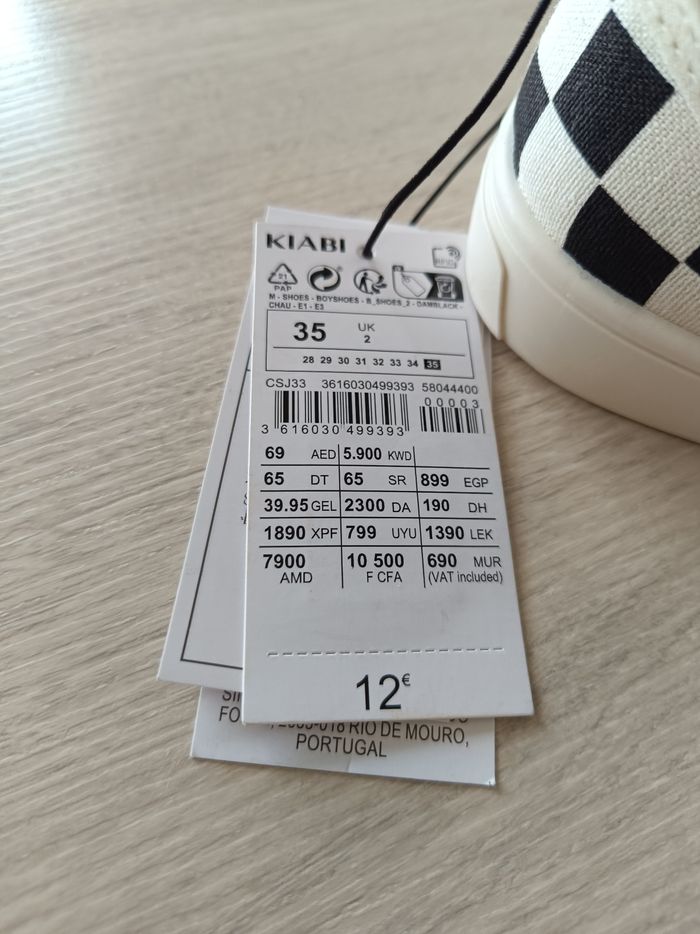 KIABI
RFID
21
PAP
M - SHOES - BOYSHOES - B_SHOES_2 - DAMBLACK -
CHAU - E1 - E3
35 UK
2
28 29 30 31 32 33 34 35
CSJ33 3616030499393 58044400
00003
3 616030 499393
69 AED 5.900 KWD
65 DT 65 SR 899 EGP
39.95 GEL 2300 DA 190 DH
1890 XPF 799 UYU 1390 LEK
7900 10 500 690 MUR
AMD F CFA (VAT included)
12€
RIO DE MOURO,
PORTUGAL